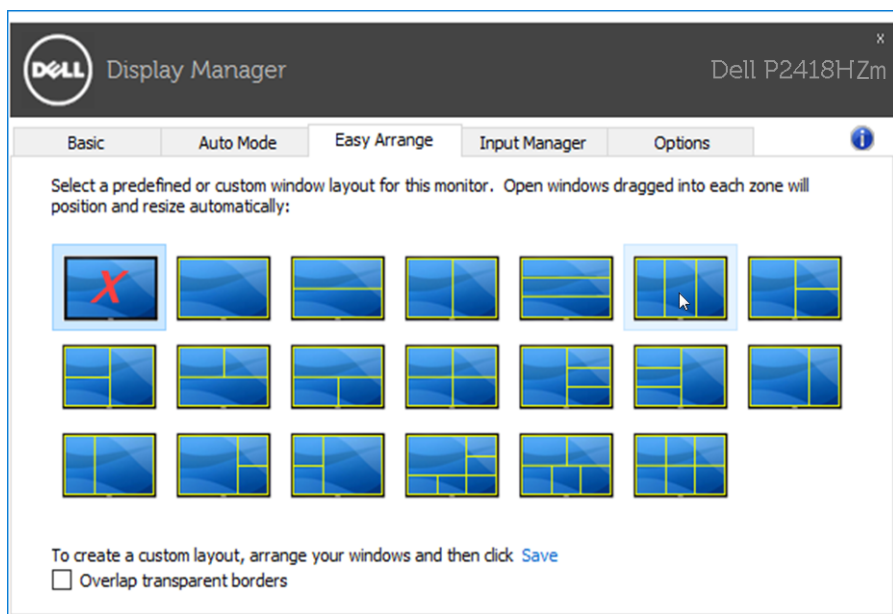 x
DELL Display Manager Dell P2418HZm
Basic Auto Mode Easy Arrange Input Manager Options i
Select a predefined or custom window layout for this monitor. Open windows dragged into each zone will
position and resize automatically:
X
To create a custom layout, arrange your windows and then click Save
Overlap transparent borders